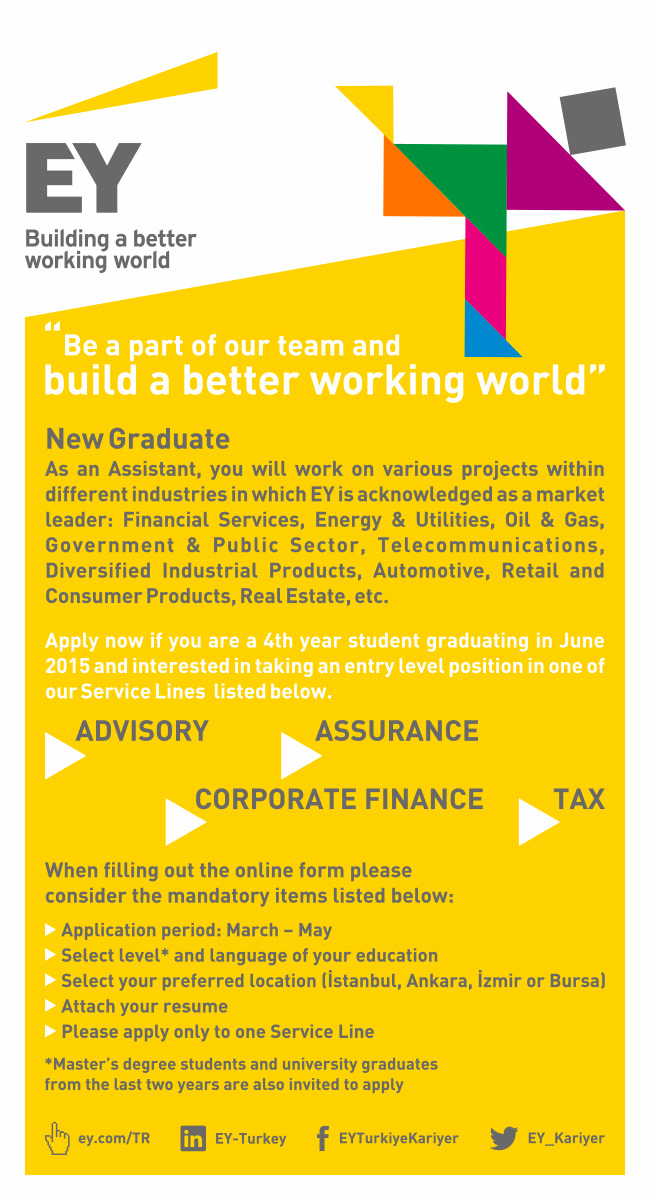 EY
Building a better
working world
“Be a part of our team and
build a better working world”
New Graduate
As an Assistant, you will work on various projects within
different industries in which EY is acknowledged as a market
leader: Financial Services, Energy & Utilities, Oil & Gas,
Government & Public Sector, Telecommunications,
Diversified Industrial Products, Automotive, Retail and
Consumer Products, Real Estate, etc.
Apply now if you are a 4th year student graduating in June
2015 and interested in taking an entry level position in one of
our Service Lines listed below.
ADVISORY
ASSURANCE
CORPORATE FINANCE
TAX
When filling out the online form please
consider the mandatory items listed below:
Application period: March – May
Select level* and language of your education
Select your preferred location (İstanbul, Ankara, İzmir or Bursa)
Attach your resume
Please apply only to one Service Line
*Master's degree students and university graduates
from the last two years are also invited to apply
ey.com/TR
in EY-Turkey
f EYTurkiyeKariyer
EY_Kariyer